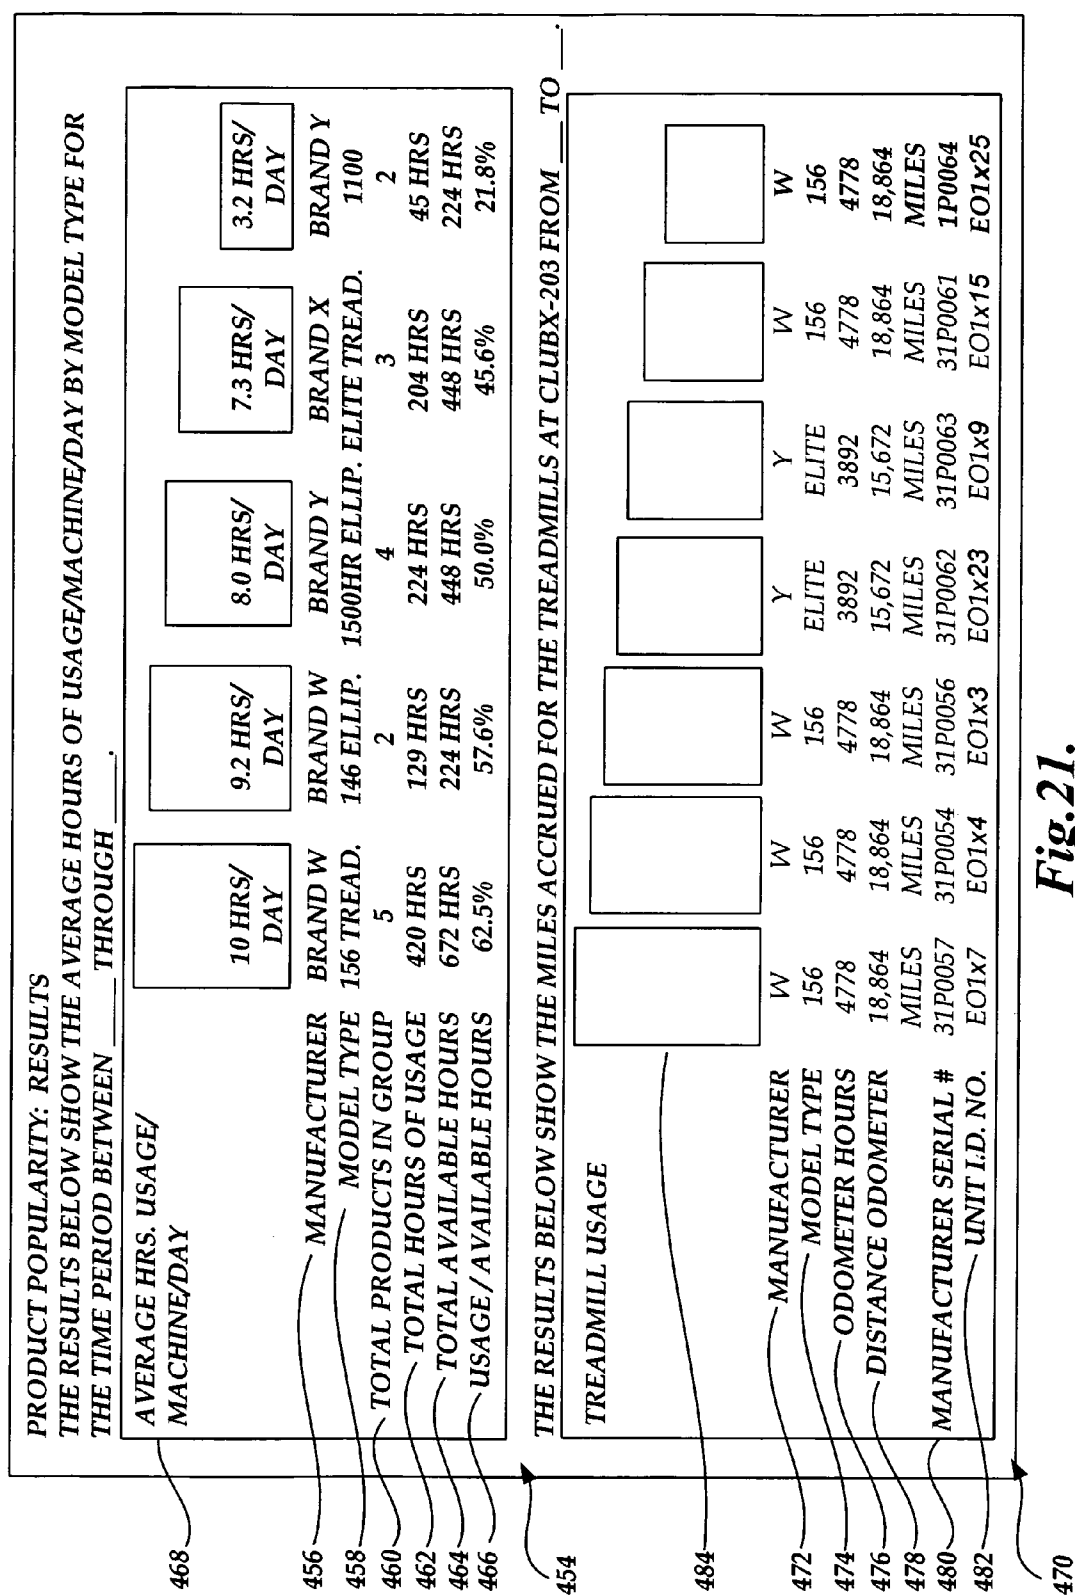 PRODUCT POPULARITY: RESULTS
THE RESULTS BELOW SHOW THE AVERAGE HOURS OF USAGE/MACHINE/DAY BY MODEL TYPE FOR
THE TIME PERIOD BETWEEN ____ THROUGH ____.
AVERAGE HRS. USAGE/
MACHINE/DAY
10 HRS/ 9.2 HRS/ 8.0 HRS/ 7.3 HRS/ 3.2 HRS/
DAY DAY DAY DAY DAY
MANUFACTURER BRAND W BRAND W BRAND Y BRAND X BRAND Y
MODEL TYPE 156 TREAD. 146 ELLIP. 1500HR ELLIP. ELITE TREAD. 1100
TOTAL PRODUCTS IN GROUP 5 2 4 3 2
TOTAL HOURS OF USAGE 420 HRS 129 HRS 224 HRS 204 HRS 45 HRS
TOTAL AVAILABLE HOURS 672 HRS 224 HRS 448 HRS 448 HRS 224 HRS
USAGE / AVAILABLE HOURS 62.5% 57.6% 50.0% 45.6% 21.8%
468
456
458
460
462
464
466
454
THE RESULTS BELOW SHOW THE MILES ACCRUED FOR THE TREADMILLS AT CLUBX-203 FROM ___ TO ___.
TREADMILL USAGE
MANUFACTURER W W W Y Y W W
MODEL TYPE 156 156 156 ELITE ELITE 156 156
ODOMETER HOURS 4778 4778 4778 3892 3892 4778 4778
DISTANCE ODOMETER 18,864 18,864 18,864 15,672 15,672 18,864 18,864
MILES MILES MILES MILES MILES MILES MILES
MANUFACTURER SERIAL # 31P0057 31P0054 31P0056 31P0062 31P0063 31P0061 1P0064
UNIT I.D. NO. EO1x7 EO1x4 EO1x3 EO1x23 EO1x9 EO1x15 EO1x25
484
472
474
476
478
480
482
470
Fig.21.